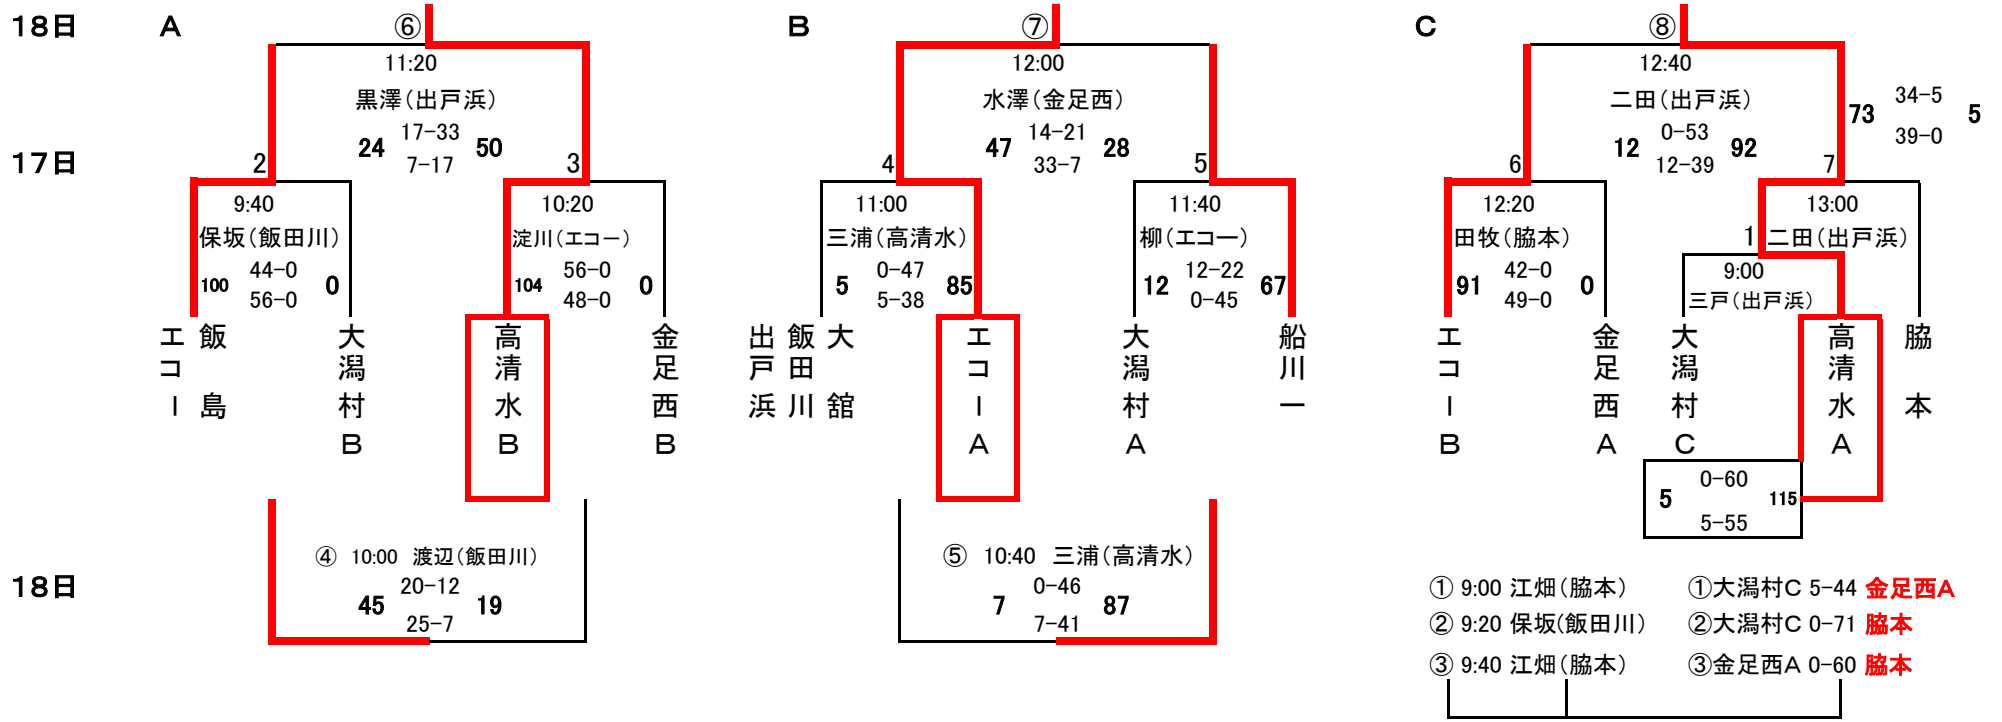 18日 A ⑥ B ⑦ C ⑧
11:20 12:00 12:40
黒澤(出戸浜) 水澤(金足西) 二田(出戸浜) 34-5
73 5
17-33 14-21 0-53 39-0
24 50 47 28 12 92
7-17 33-7 12-39
17日 2 3 4 5 6 7
9:40 10:20 11:00 11:40 12:20 13:00
保坂(飯田川) 淀川(エコー) 三浦(高清水) 柳(エコー) 田牧(脇本) 1 二田(出戸浜)
44-0 56-0 0-47 12-22 42-0 9:00
100 0 104 0 5 85 12 67 91 0
56-0 48-0 5-38 0-45 49-0 三戸(出戸浜)
エコー
飯島
大潟村B
高清水B
金足西B
出戸浜
飯田川
大舘
エコーA
大潟村A
船川一
エコーB
金足西A
大潟村C
高清水A
脇本
0-60
5 115
5-55
④ 10:00 渡辺(飯田川) ⑤ 10:40 三浦(高清水)
18日 20-12 0-46
45 19 7 87
25-7 7-41
① 9:00 江畑(脇本) ①大潟村C 5-44 金足西A
② 9:20 保坂(飯田川) ②大潟村C 0-71 脇本
③ 9:40 江畑(脇本) ③金足西A 0-60 脇本